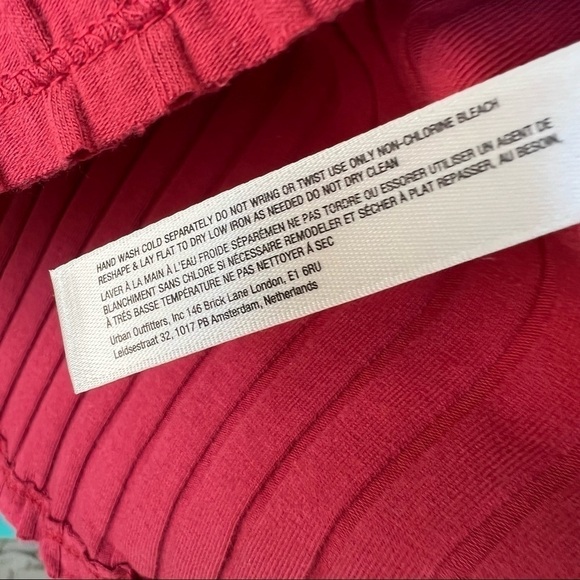 HAND WASH COLD SEPARATELY DO NOT WRING OR TWIST USE ONLY NON-CHLORINE BLEACH
RESHAPE & LAY FLAT TO DRY LOW IRON AS NEEDED DO NOT DRY CLEAN
LAVER À LA MAIN À L'EAU FROIDE SÉPARÉMEN NE PAS TORDRE OU ESSORER UTILISER UN AGENT DE
BLANCHIMENT SANS CHLORE SI NÉCESSAIRE REMODELER ET SÉCHER À PLAT REPASSER, AU BESOIN,
À TRÉS BASSE TEMPÉRATURE NE PAS NETTOYER À SEC
Urban Outfitters, Inc 146 Brick Lane London, E1 6RU
Leidsestraat 32, 1017 PB Amsterdam, Netherlands